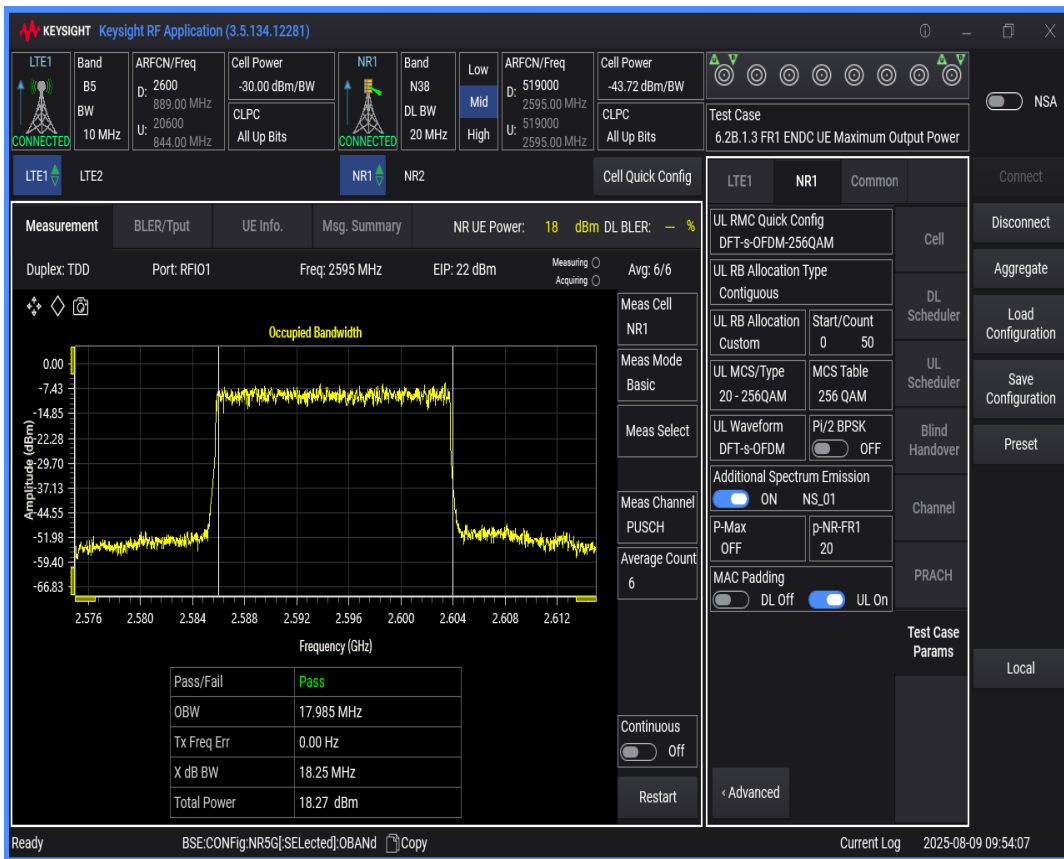 KEYSIGHT Keysight RF Application (3.5.134.12281)
LTE1
CONNECTED
Band
B5
BW
10 MHz
ARFCN/Freq
D: 2600
889.00 MHz
U: 20600
844.00 MHz
Cell Power
-30.00 dBm/BW
CLPC
All Up Bits
NR1
CONNECTED
Band
N38
DL BW
20 MHz
Low
Mid
High
ARFCN/Freq
D: 519000
2595.00 MHz
U: 519000
2595.00 MHz
Cell Power
-43.72 dBm/BW
CLPC
All Up Bits
Test Case
6.2B.1.3 FR1 ENDC UE Maximum Output Power
NSA
LTE1 LTE2 NR1 NR2 Cell Quick Config
Measurement BLER/Tput UE Info. Msg. Summary NR UE Power: 18 dBm DL BLER: -- %
Duplex: TDD Port: RFIO1 Freq: 2595 MHz EIP: 22 dBm Measuring Acquiring Avg: 6/6
Occupied Bandwidth
Amplitude (dBm)
0.00
-7.43
-14.85
-22.28
-29.70
-37.13
-44.55
-51.98
-59.40
-66.83
2.576 2.580 2.584 2.588 2.592 2.596 2.600 2.604 2.608 2.612
Frequency (GHz)
Pass/Fail Pass
OBW 17.985 MHz
Tx Freq Err 0.00 Hz
X dB BW 18.25 MHz
Total Power 18.27 dBm
Meas Cell
NR1
Meas Mode
Basic
Meas Select
Meas Channel
PUSCH
Average Count
6
Continuous
Off
Restart
LTE1 NR1 Common
UL RMC Quick Config
DFT-s-OFDM-256QAM
UL RB Allocation Type
Contiguous
UL RB Allocation
Custom
Start/Count
0 50
UL MCS/Type
20 - 256QAM
MCS Table
256 QAM
UL Waveform
DFT-s-OFDM
Pi/2 BPSK
OFF
Additional Spectrum Emission
ON NS_01
P-Max
OFF
p-NR-FR1
20
MAC Padding
DL Off UL On
‹ Advanced
Cell
DL
Scheduler
UL
Scheduler
Blind
Handover
Channel
PRACH
Test Case
Params
Connect
Disconnect
Aggregate
Load
Configuration
Save
Configuration
Preset
Local
Ready BSE:CONFig:NR5G[:SELected]:OBANd Copy Current Log 2025-08-09 09:54:07